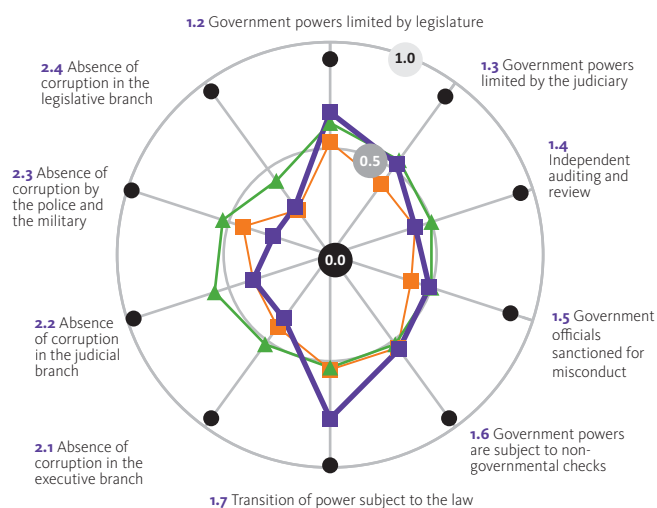 1.2 Government powers limited by legislature
1.0
1.3 Government powers
limited by the judiciary
2.4 Absence of
corruption in the
legislative branch
1.4
Independent
auditing and
review
0.5
2.3 Absence of
corruption by
the police and
the military
0.0
1.5 Government
officials
sanctioned for
misconduct
2.2 Absence
of corruption
in the judicial
branch
1.6 Government powers
are subject to non-
governmental checks
2.1 Absence of
corruption in the
executive branch
1.7 Transition of power subject to the law